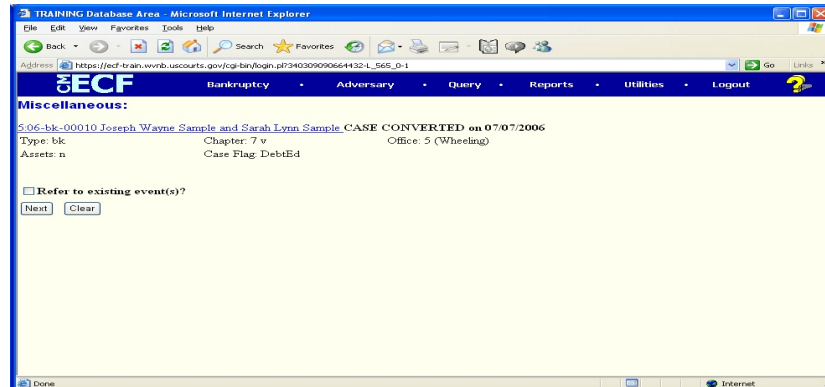 TRAINING Database Area - Microsoft Internet Explorer
File Edit View Favorites Tools Help
Back Search Favorites
Address https://ecf-train.wvnb.uscourts.gov/cgi-bin/login.pl?340309090664432-L_565_0-1 Go Links »
CM ECF Bankruptcy • Adversary • Query • Reports • Utilities • Logout ?
Miscellaneous:
5:06-bk-00010 Joseph Wayne Sample and Sarah Lynn Sample CASE CONVERTED on 07/07/2006
Type: bk Chapter: 7 v Office: 5 (Wheeling)
Assets: n Case Flag: DebtEd
Refer to existing event(s)?
Next Clear
Done Internet